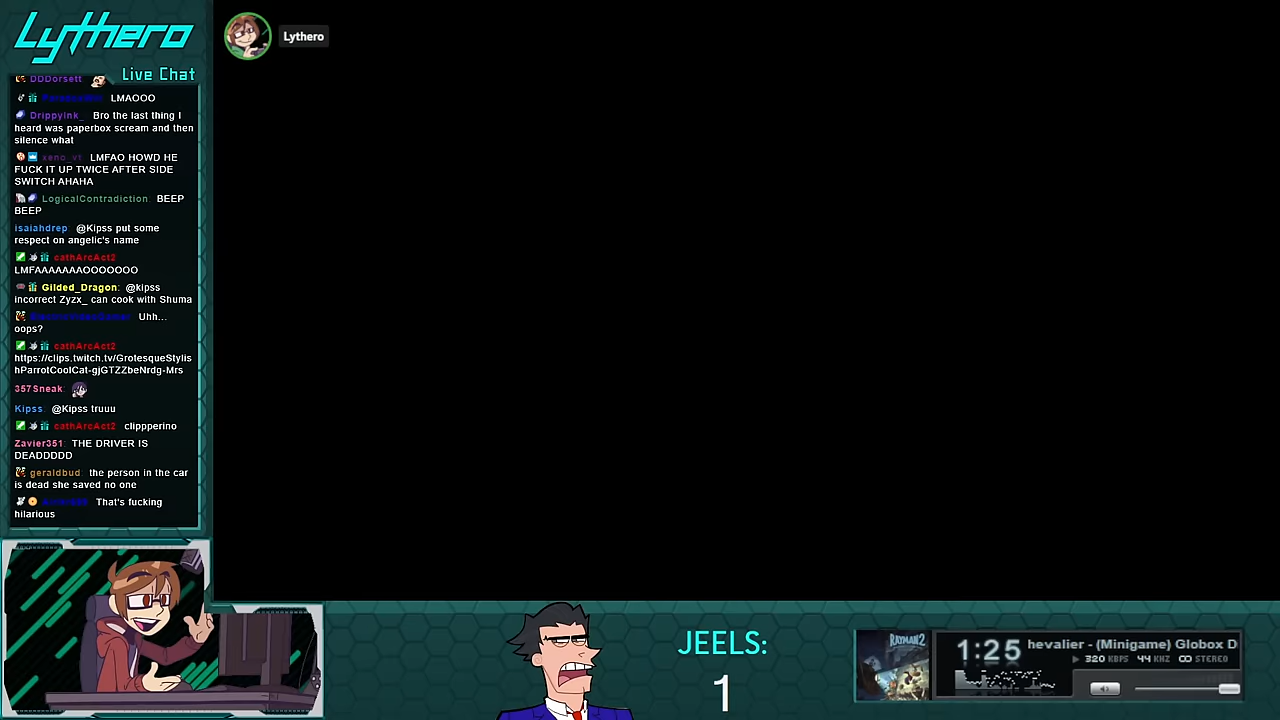 Lythero
Live Chat
DDDorsett
LMAOOO
DrippyInk_ Bro the last thing I
heard was paperbox scream and then
silence what
xeno_vt: LMFAO HOWD HE
FUCK IT UP TWICE AFTER SIDE
SWITCH AHAHA
LogicalContradiction: BEEP
BEEP
isaiahdrep: @Kipss put some
respect on angelic's name
cathArcAct2
LMFAAAAAAAOOOOOOO
Gilded_Dragon: @kipss
incorrect Zyzx_ can cook with Shuma
Uhh...
oops?
cathArcAct2
https://clips.twitch.tv/GrotesqueStylis
hParrotCoolCat-gjGTZZbeNrdg-Mrs
357Sneak:
Kipss: @Kipss truuu
cathArcAct2 clippperino
Zavier351: THE DRIVER IS
DEADDDDD
geraldbud: the person in the car
is dead she saved no one
That's fucking
hilarious
Lythero
JEELS:
1
RAYMAN2
1:25
hevalier - (Minigame) Globox D
320 KBPS 44 KHZ STEREO